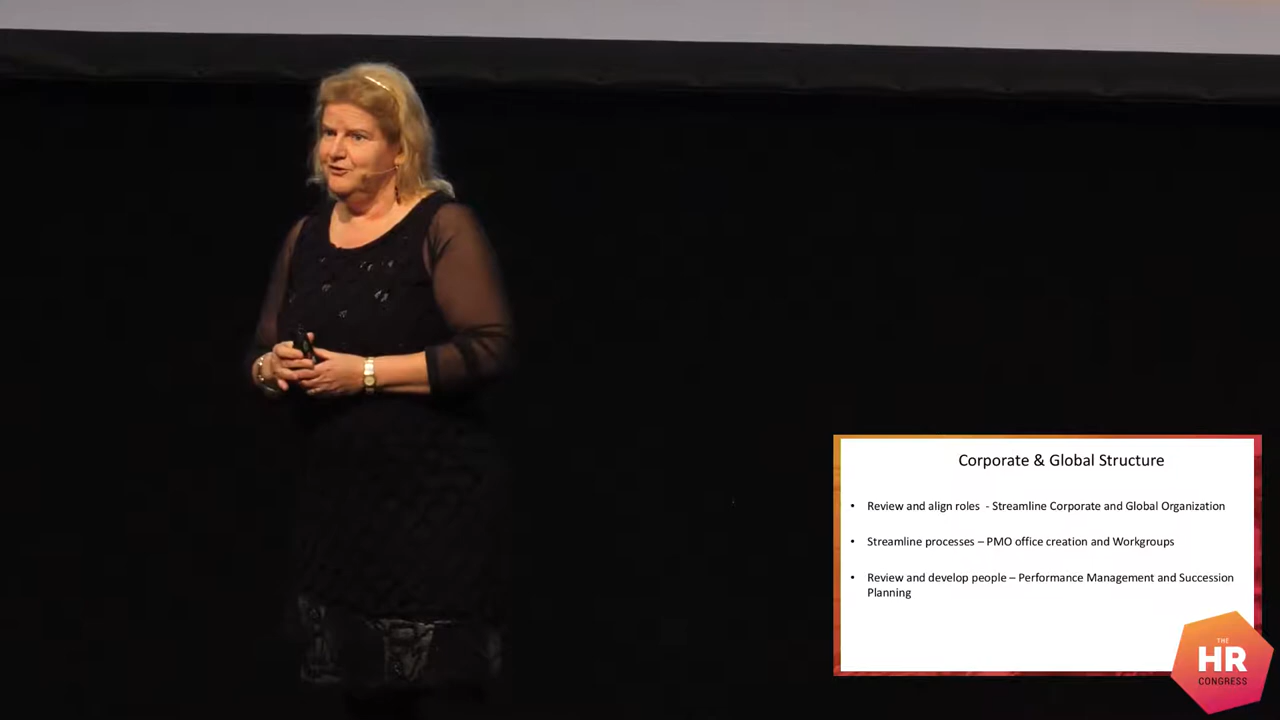 Corporate & Global Structure
• Review and align roles - Streamline Corporate and Global Organization
• Streamline processes – PMO office creation and Workgroups
• Review and develop people – Performance Management and Succession
Planning
THE
HR
CONGRESS